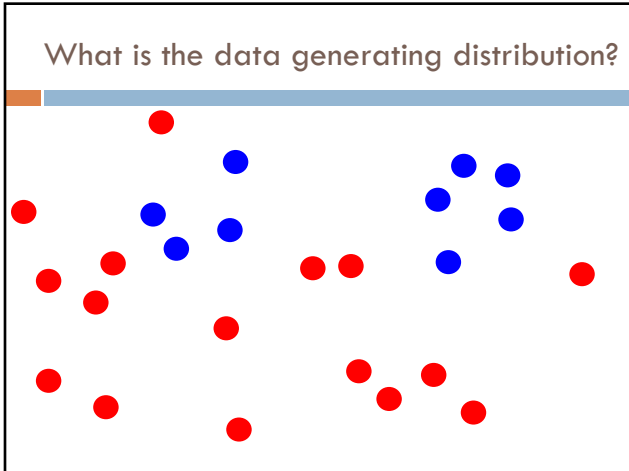 What is the data generating distribution?